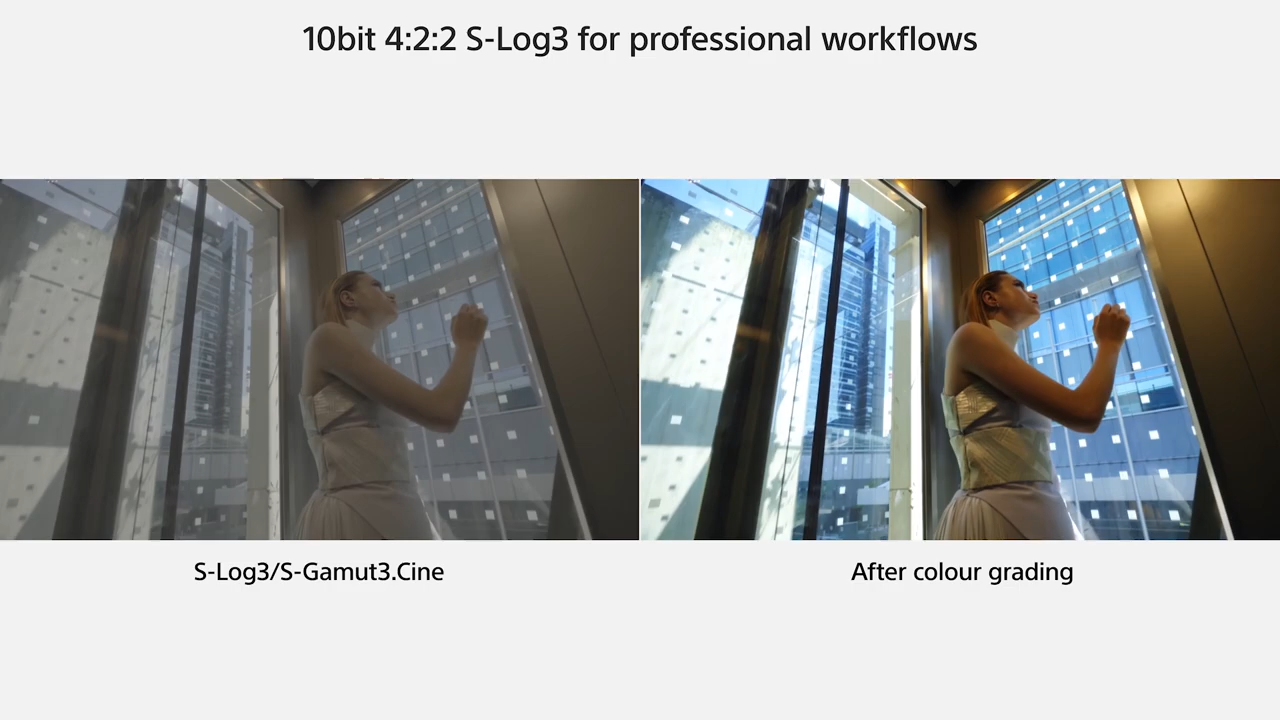 10bit 4:2:2 S-Log3 for professional workflows
S-Log3/S-Gamut3.Cine
After colour grading